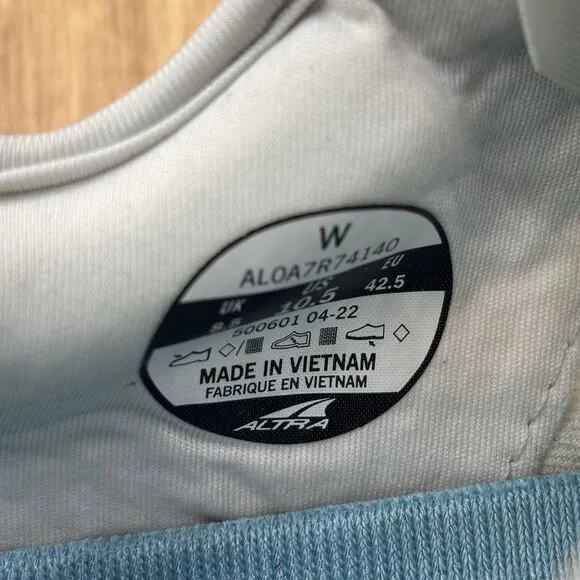 W
AL0A7R74140
UK US EU
10.5 42.5
500601 04-22
MADE IN VIETNAM
FABRIQUE EN VIETNAM
ALTRA